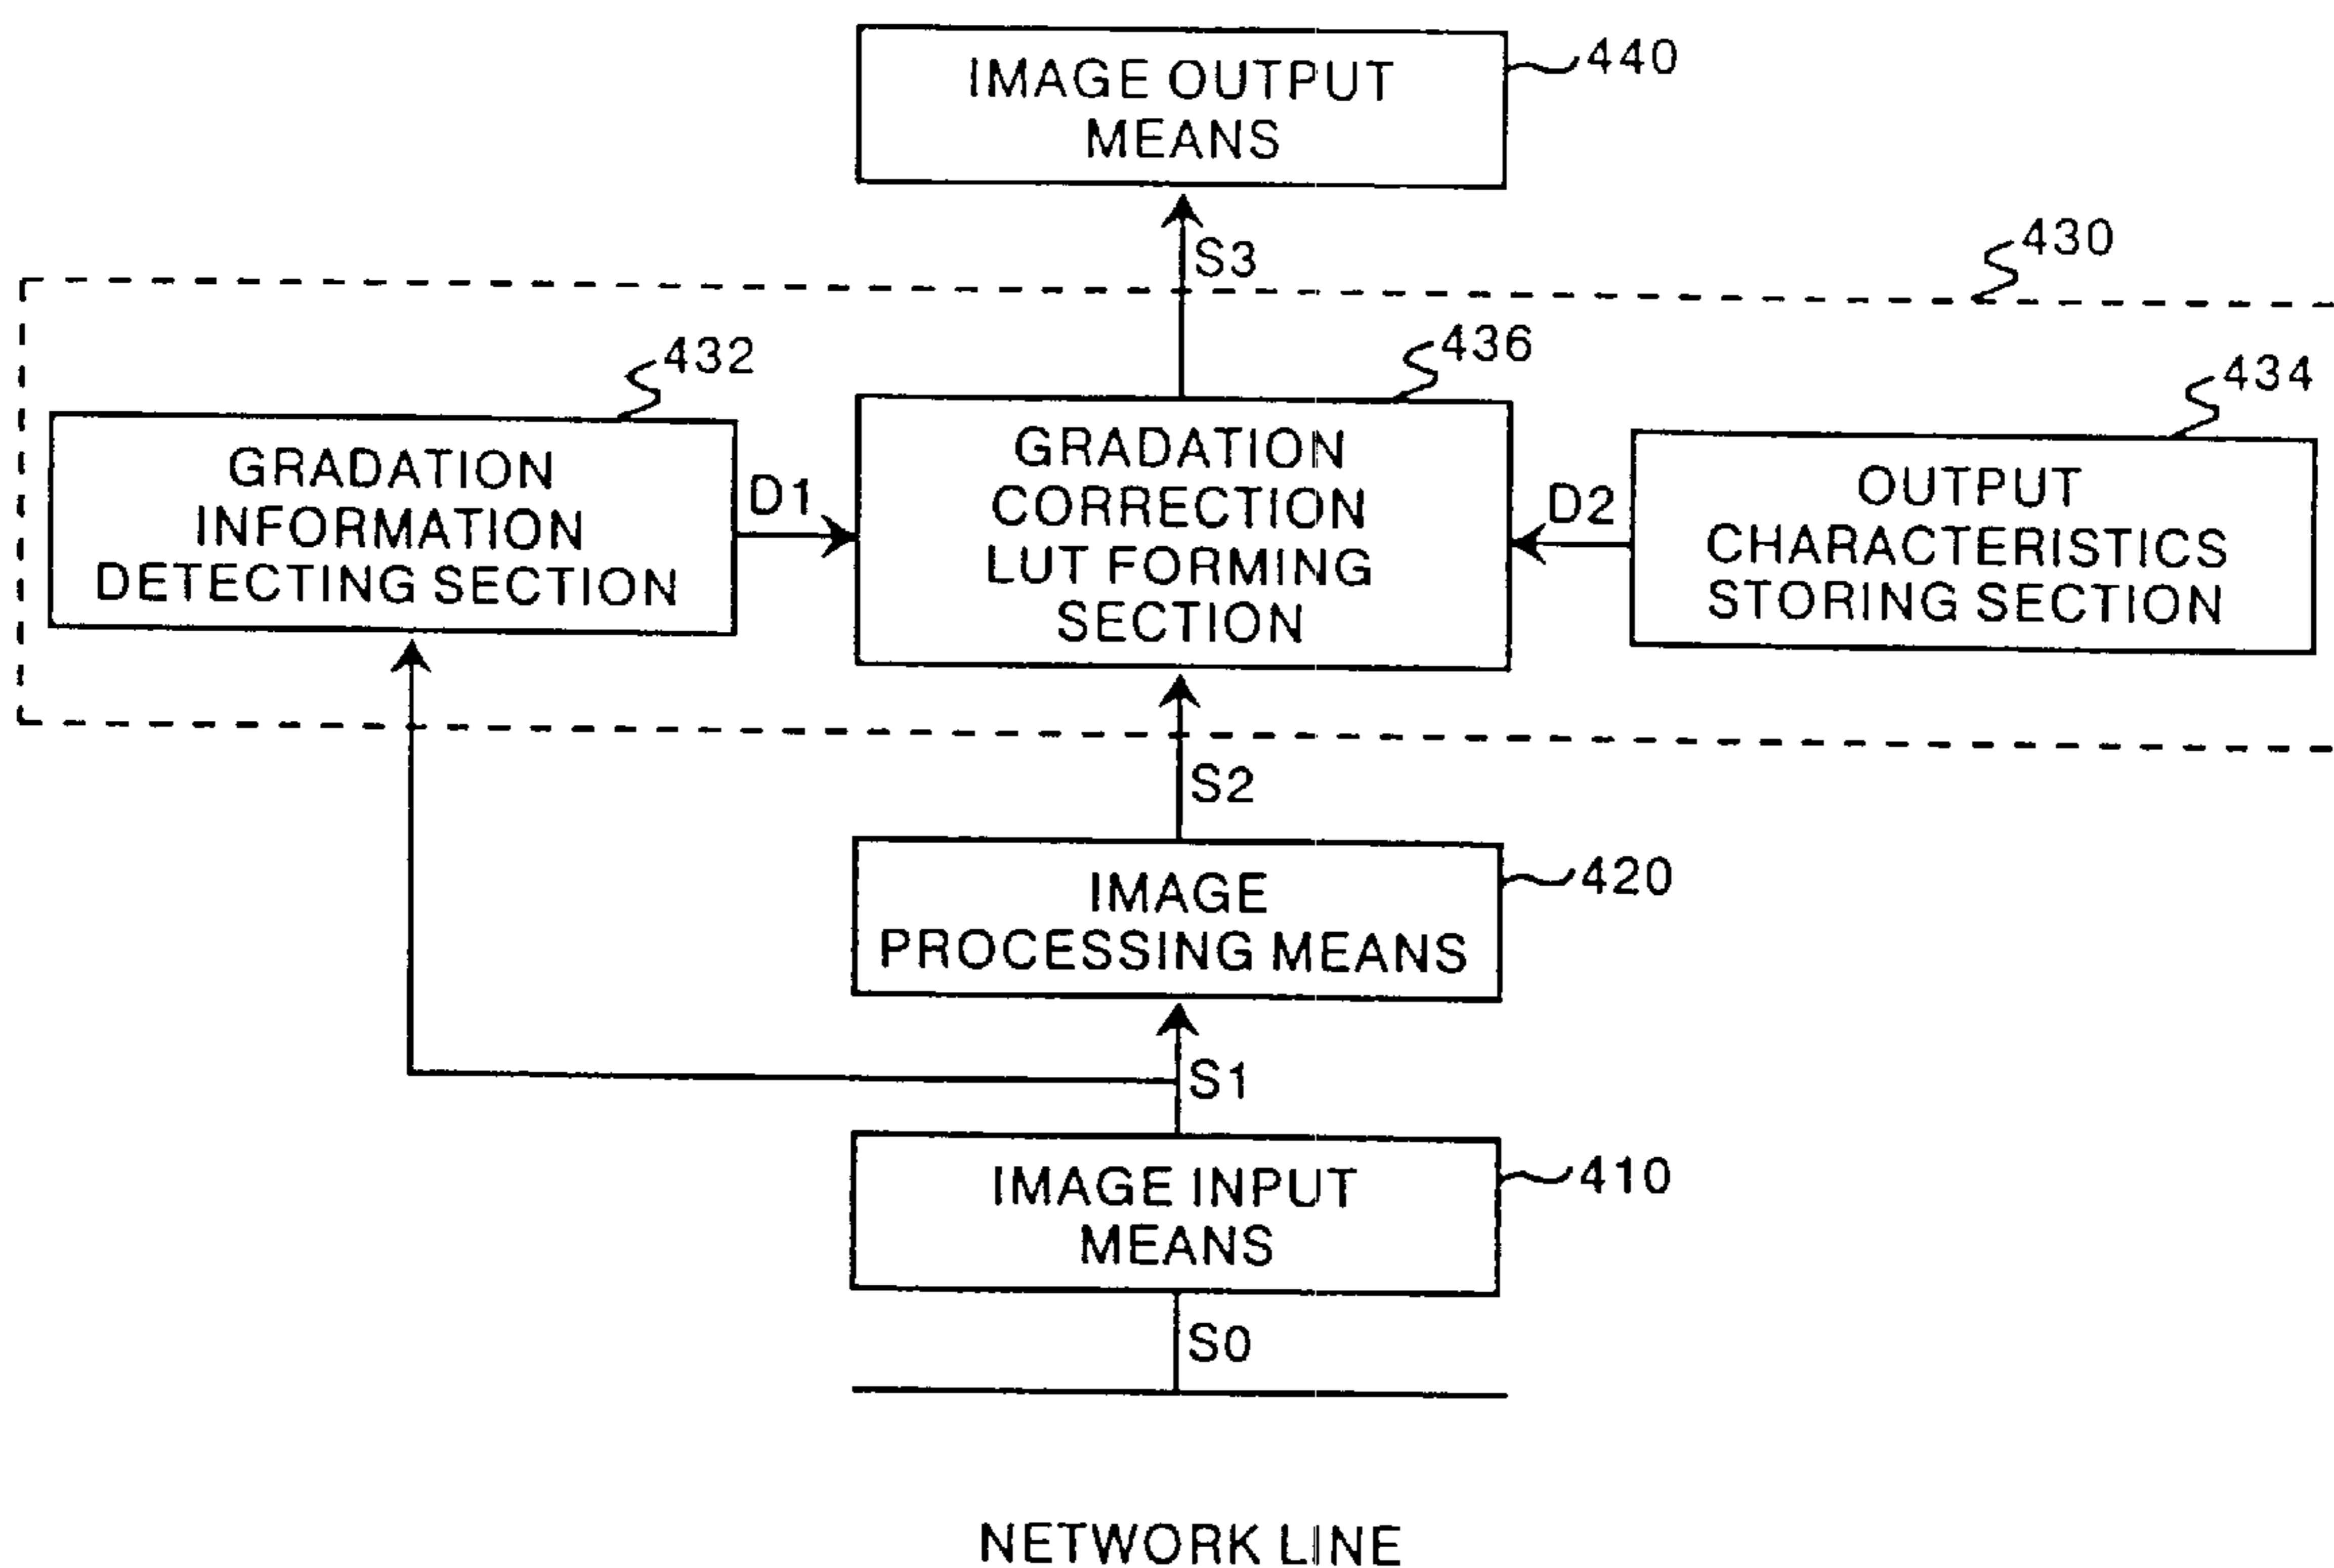 IMAGE OUTPUT
MEANS
440
S3
430
432
436
434
GRADATION
INFORMATION
DETECTING SECTION
D1
GRADATION
CORRECTION
LUT FORMING
SECTION
D2
OUTPUT
CHARACTERISTICS
STORING SECTION
S2
IMAGE
PROCESSING MEANS
420
S1
IMAGE INPUT
MEANS
410
S0
NETWORK LINE